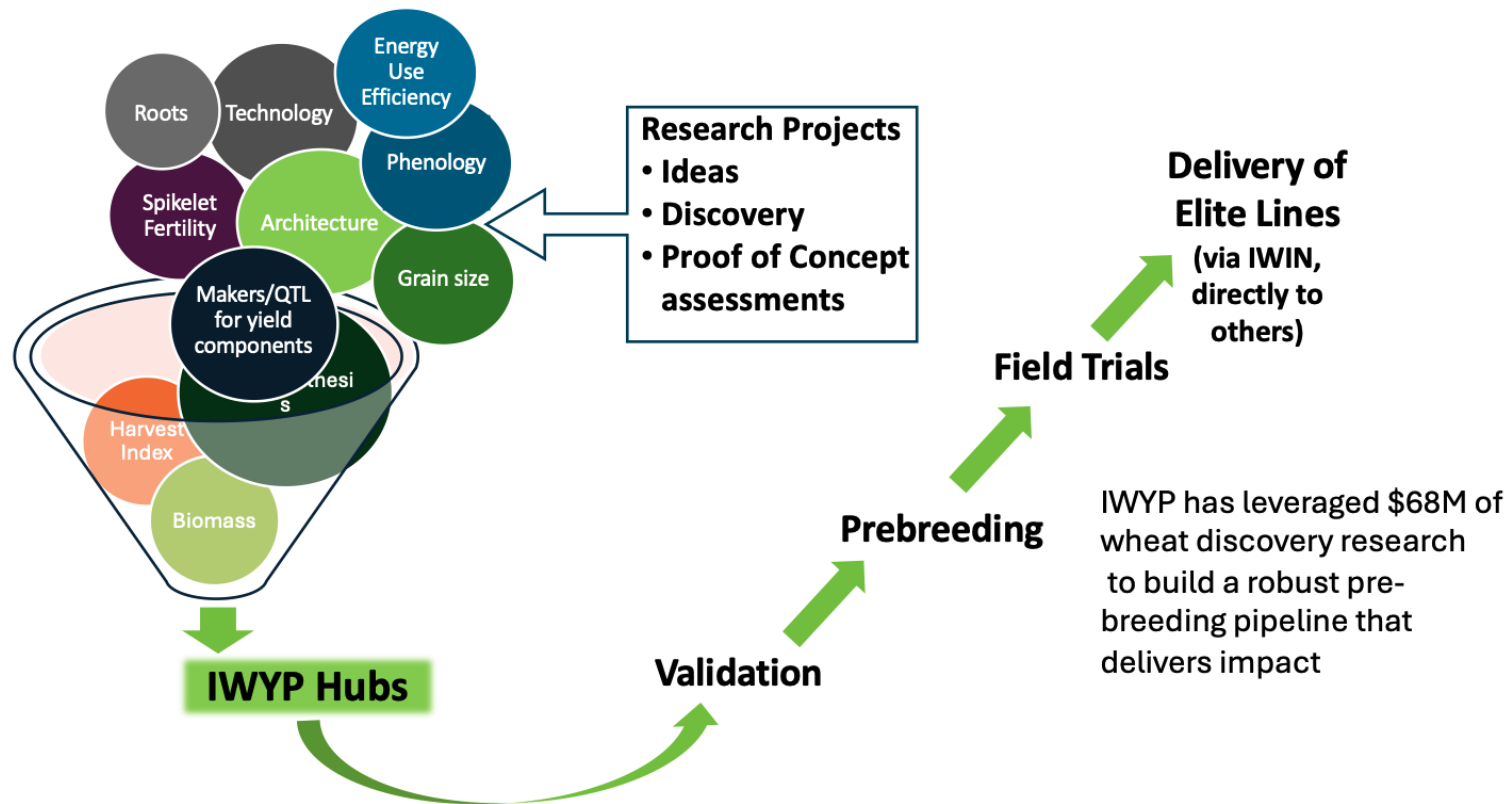 Energy
Use
Efficiency
Roots
Technology
Phenology
Spikelet
Fertility
Architecture
Grain size
Makers/QTL
for yield
components
thesi
s
Harvest
Index
Biomass
IWYP Hubs
Research Projects
• Ideas
• Discovery
• Proof of Concept
assessments
Validation
Prebreeding
Field Trials
Delivery of
Elite Lines
(via IWIN,
directly to
others)
IWYP has leveraged $68M of
wheat discovery research
to build a robust pre-
breeding pipeline that
delivers impact